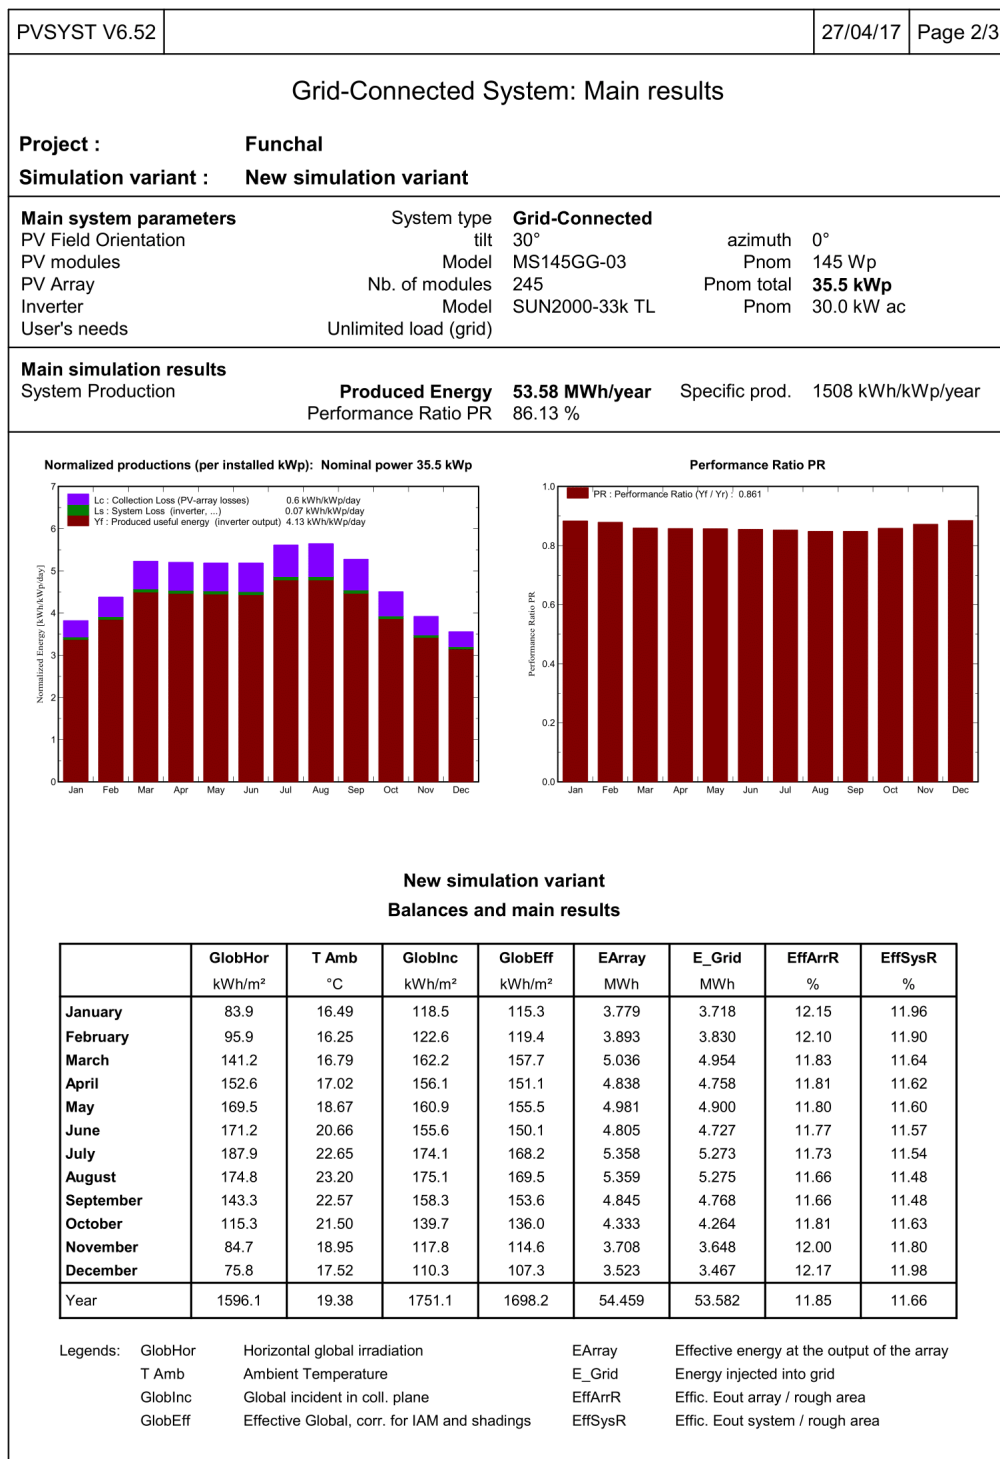 PVSYST V6.52 27/04/17 Page 2/3
Grid-Connected System: Main results
Project : Funchal
Simulation variant : New simulation variant
Main system parameters System type Grid-Connected
PV Field Orientation tilt 30° azimuth 0°
PV modules Model MS145GG-03 Pnom 145 Wp
PV Array Nb. of modules 245 Pnom total 35.5 kWp
Inverter Model SUN2000-33k TL Pnom 30.0 kW ac
User's needs Unlimited load (grid)
Main simulation results
System Production Produced Energy 53.58 MWh/year Specific prod. 1508 kWh/kWp/year
Performance Ratio PR 86.13 %
Normalized productions (per installed kWp): Nominal power 35.5 kWp
Lc : Collection Loss (PV-array losses) 0.6 kWh/kWp/day
Ls : System Loss (inverter, ...) 0.07 kWh/kWp/day
Yf : Produced useful energy (inverter output) 4.13 kWh/kWp/day
Normalized Energy [kWh/kWp/day]
7
6
5
4
3
2
1
0
Jan Feb Mar Apr May Jun Jul Aug Sep Oct Nov Dec
Performance Ratio PR
PR : Performance Ratio (Yf / Yr) : 0.861
Performance Ratio PR
1.0
0.8
0.6
0.4
0.2
0.0
Jan Feb Mar Apr May Jun Jul Aug Sep Oct Nov Dec
New simulation variant
Balances and main results
GlobHor T Amb GlobInc GlobEff EArray E_Grid EffArrR EffSysR
kWh/m² °C kWh/m² kWh/m² MWh MWh % %
January 83.9 16.49 118.5 115.3 3.779 3.718 12.15 11.96
February 95.9 16.25 122.6 119.4 3.893 3.830 12.10 11.90
March 141.2 16.79 162.2 157.7 5.036 4.954 11.83 11.64
April 152.6 17.02 156.1 151.1 4.838 4.758 11.81 11.62
May 169.5 18.67 160.9 155.5 4.981 4.900 11.80 11.60
June 171.2 20.66 155.6 150.1 4.805 4.727 11.77 11.57
July 187.9 22.65 174.1 168.2 5.358 5.273 11.73 11.54
August 174.8 23.20 175.1 169.5 5.359 5.275 11.66 11.48
September 143.3 22.57 158.3 153.6 4.845 4.768 11.66 11.48
October 115.3 21.50 139.7 136.0 4.333 4.264 11.81 11.63
November 84.7 18.95 117.8 114.6 3.708 3.648 12.00 11.80
December 75.8 17.52 110.3 107.3 3.523 3.467 12.17 11.98
Year 1596.1 19.38 1751.1 1698.2 54.459 53.582 11.85 11.66
Legends: GlobHor Horizontal global irradiation EArray Effective energy at the output of the array
T Amb Ambient Temperature E_Grid Energy injected into grid
GlobInc Global incident in coll. plane EffArrR Effic. Eout array / rough area
GlobEff Effective Global, corr. for IAM and shadings EffSysR Effic. Eout system / rough area